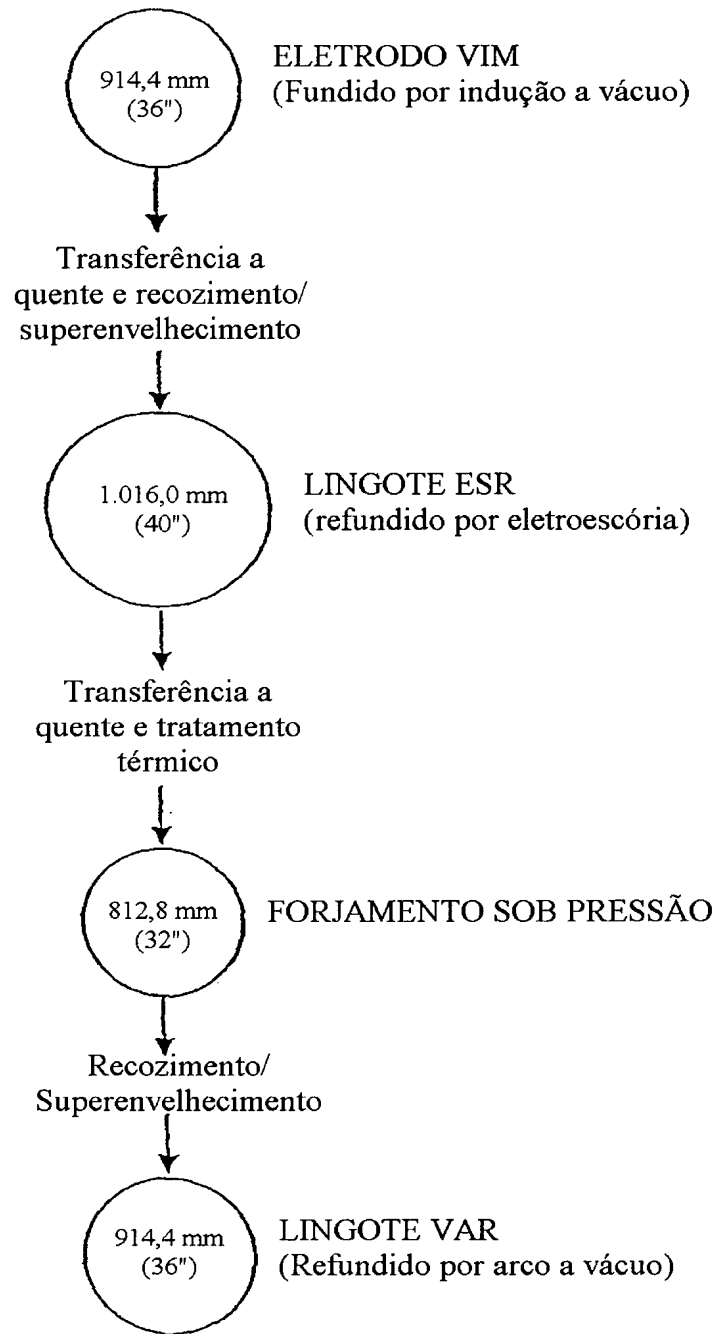 914,4 mm
(36")
ELETRODO VIM
(Fundido por indução a vácuo)
Transferência a
quente e recozimento/
superenvelhecimento
1.016,0 mm
(40")
LINGOTE ESR
(refundido por eletroescória)
Transferência a
quente e tratamento
térmico
812,8 mm
(32")
FORJAMENTO SOB PRESSÃO
Recozimento/
Superenvelhecimento
914,4 mm
(36")
LINGOTE VAR
(Refundido por arco a vácuo)